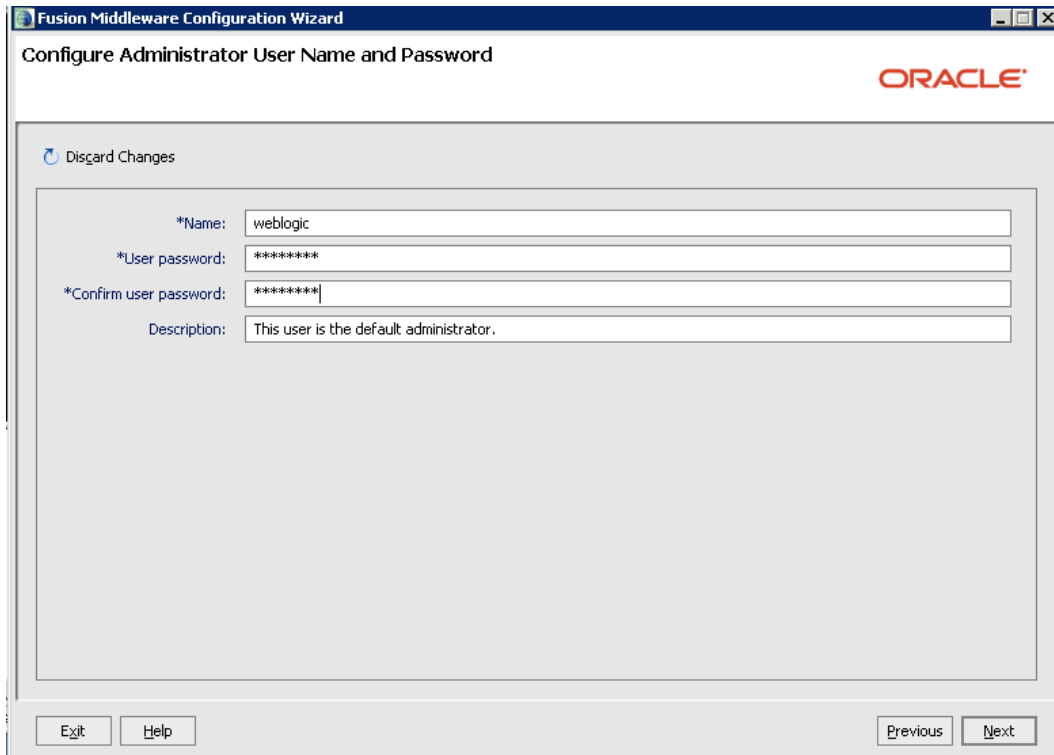 Fusion Middleware Configuration Wizard
Configure Administrator User Name and Password
ORACLE
Discard Changes
*Name: weblogic
*User password: ********
*Confirm user password: ********
Description: This user is the default administrator.
Exit Help Previous Next